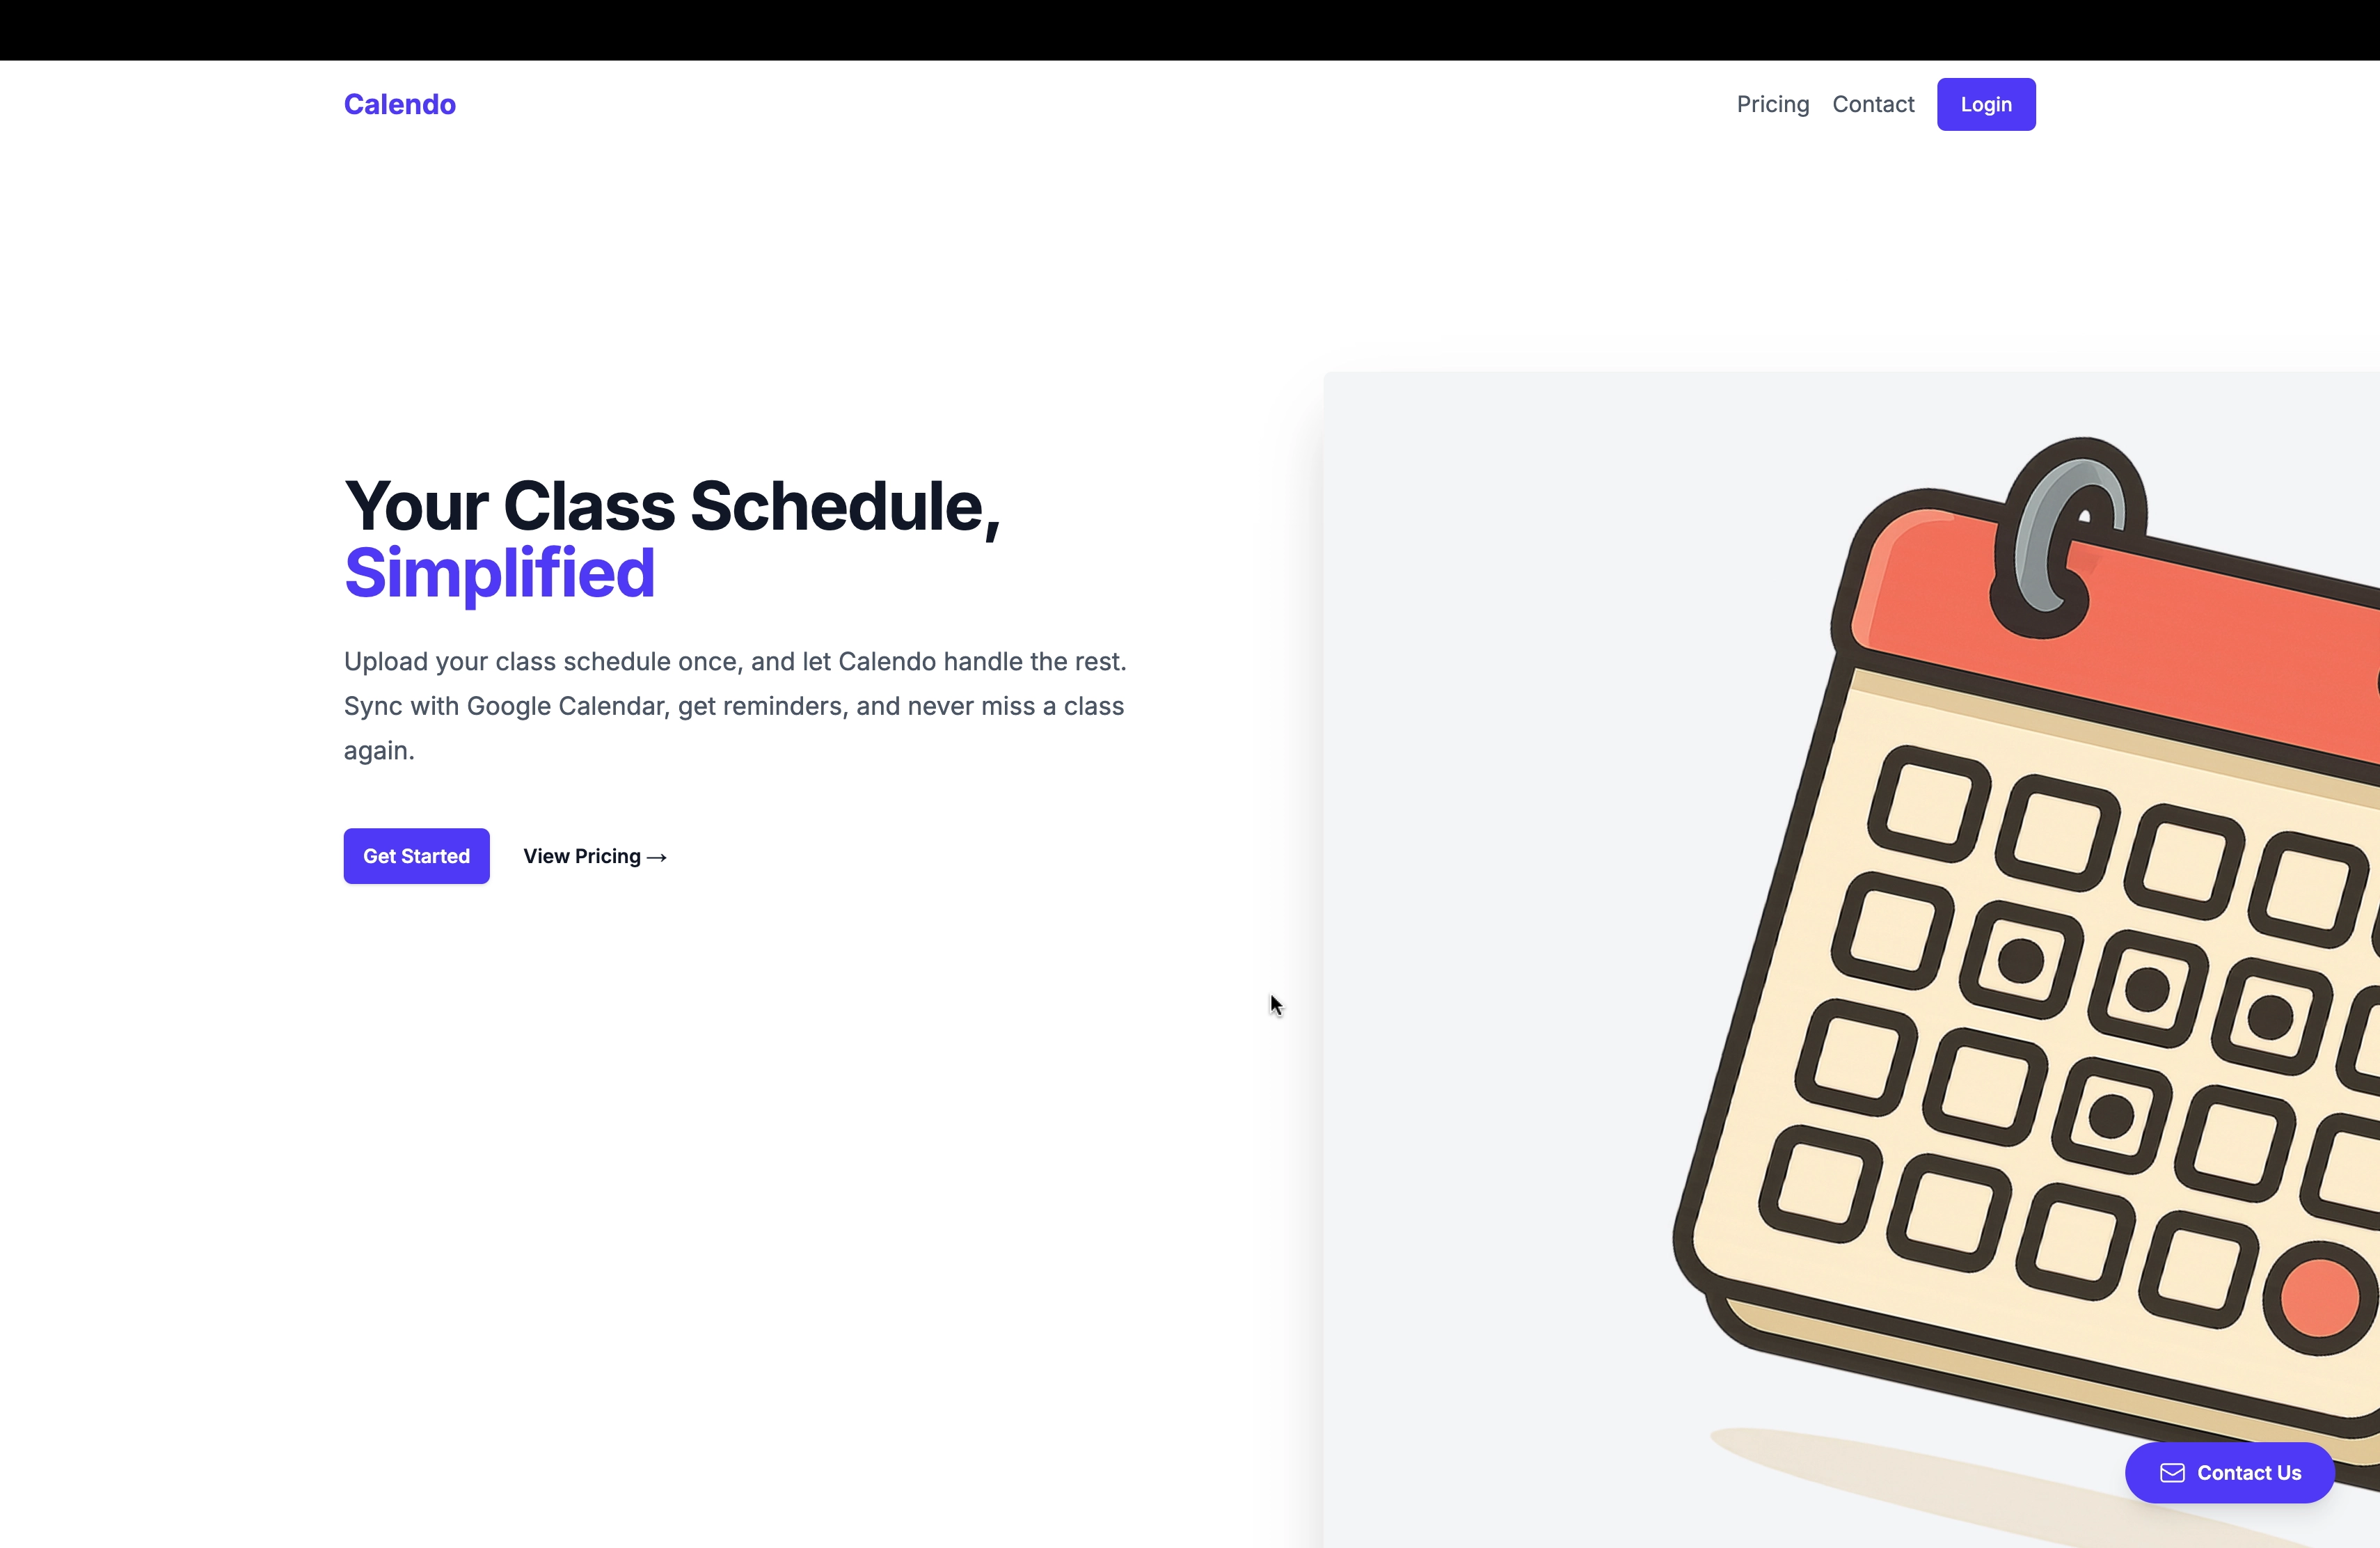 Calendo
Pricing
Contact
Login
Your Class Schedule,
Simplified
Upload your class schedule once, and let Calendo handle the rest.
Sync with Google Calendar, get reminders, and never miss a class
again.
Get Started
View Pricing →
Contact Us